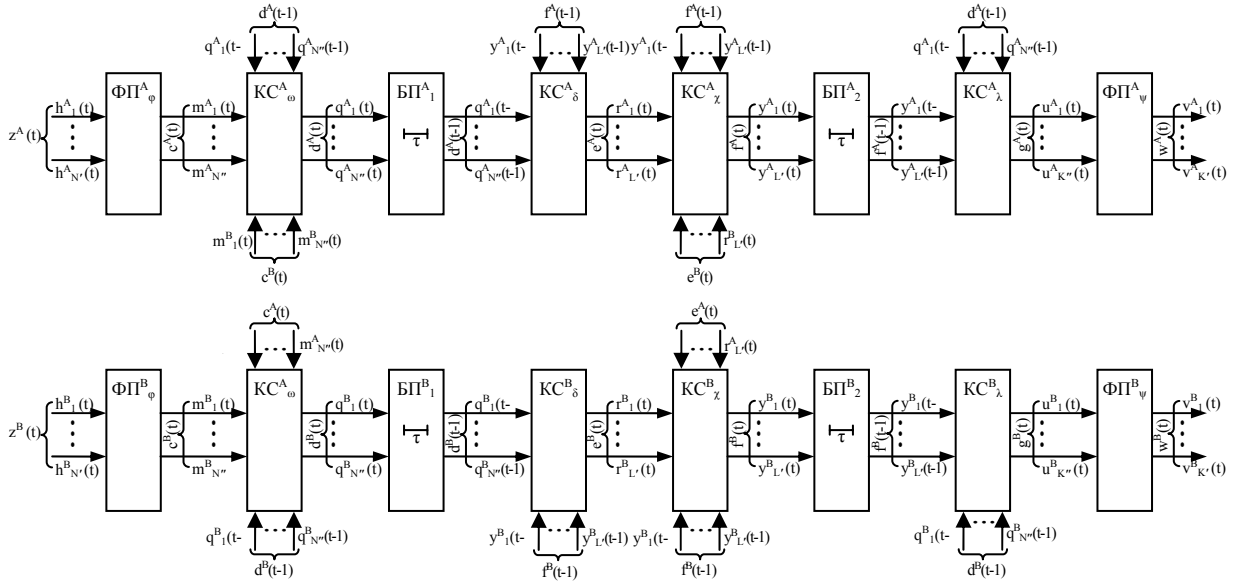 d^A(t-1) f^A(t-1) f^A(t-1) d^A(t-1)
q^A_1(t- q^A_N″(t-1) y^A_1(t- y^A_L′(t-1) y^A_1(t- y^A_L′(t-1) q^A_1(t- q^A_N″(t-1)
ФП^A_φ КС^A_ω БП^A_1 КС^A_δ КС^A_χ БП^A_2 КС^A_λ ФП^A_ψ
h^A_1(t) m^A_1(t) q^A_1(t) q^A_1(t- r^A_1(t) y^A_1(t) y^A_1(t- u^A_1(t) v^A_1(t)
z^A(t) c^A(t) d^A(t) τ d^A(t-1) e^A(t) f^A(t) τ f^A(t-1) g^A(t) w^A(t)
h^A_N′(t) m^A_N″ q^A_N″(t) q^A_N″(t-1) r^A_L′(t) y^A_L′(t) y^A_L′(t-1) u^A_K″(t) v^A_K′(t)
m^B_1(t) m^B_N″(t) r^B_L′(t)
c^B(t) e^B(t)
c^A(t) e^A(t)
m^A_N″(t) r^A_L′(t)
ФП^B_φ КС^A_ω БП^B_1 КС^B_δ КС^B_χ БП^B_2 КС^B_λ ФП^B_ψ
h^B_1(t) m^B_1(t) q^B_1(t) q^B_1(t- r^B_1(t) y^B_1(t) y^B_1(t- u^B_1(t) v^B_1(t)
z^B(t) c^B(t) d^B(t) τ d^B(t-1) e^B(t) f^B(t) τ f^B(t-1) g^B(t) w^B(t)
h^B_N′(t) m^B_N″ q^B_N″(t) q^B_N″(t-1) r^B_L′(t) y^B_L′(t) y^B_L′(t-1) u^B_K″(t) v^B_K′(t)
q^B_1(t- q^B_N″(t-1) y^B_1(t- y^B_L′(t-1) y^B_1(t- y^B_L′(t-1) q^B_1(t- q^B_N″(t-1)
d^B(t-1) f^B(t-1) f^B(t-1) d^B(t-1)